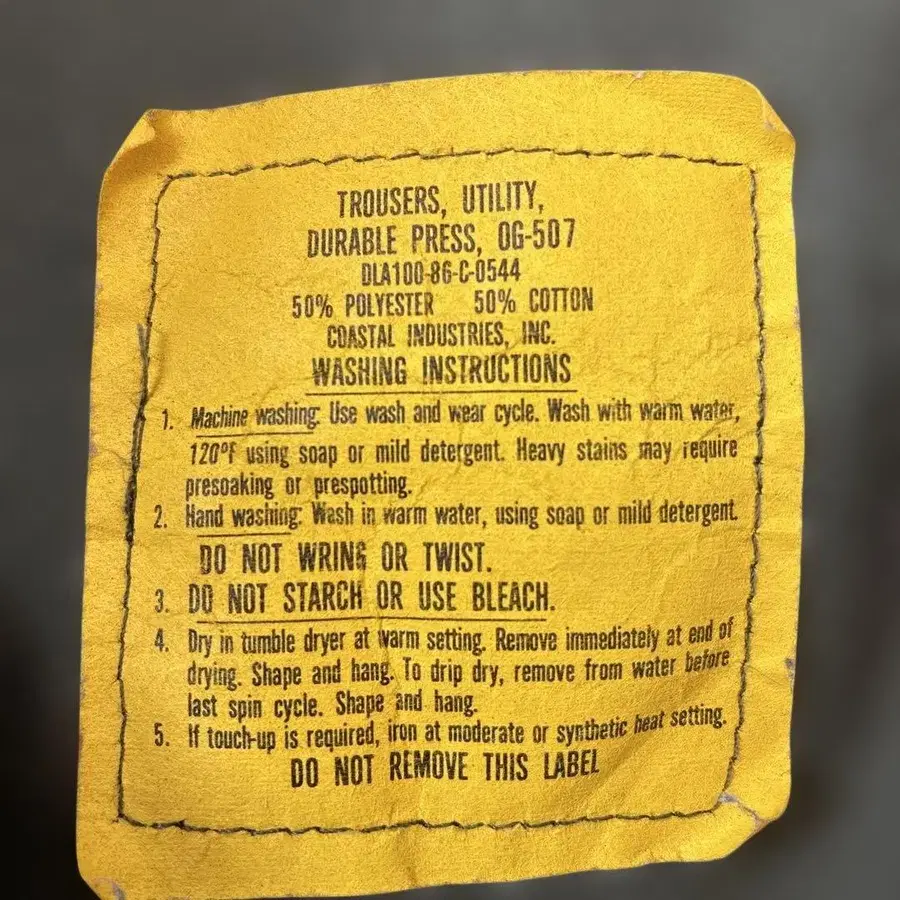 TROUSERS, UTILITY,
DURABLE PRESS, OG-507
DLA100-86-C-0544
50% POLYESTER 50% COTTON
COASTAL INDUSTRIES, INC.
WASHING INSTRUCTIONS
1. Machine washing: Use wash and wear cycle. Wash with warm water,
120°f using soap or mild detergent. Heavy stains may require
presoaking or prespotting.
2. Hand washing: Wash in warm water, using soap or mild detergent.
DO NOT WRING OR TWIST.
3. DO NOT STARCH OR USE BLEACH.
4. Dry in tumble dryer at warm setting. Remove immediately at end of
drying. Shape and hang. To drip dry, remove from water before
last spin cycle. Shape and hang.
5. If touch-up is required, iron at moderate or synthetic heat setting.
DO NOT REMOVE THIS LABEL